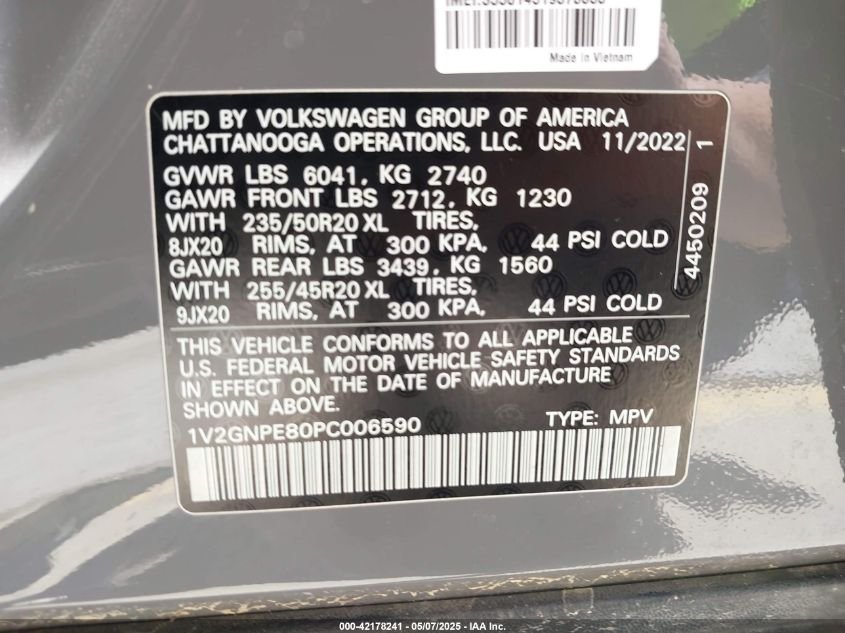 Made in Vietnam
MFD BY VOLKSWAGEN GROUP OF AMERICA
CHATTANOOGA OPERATIONS, LLC. USA 11/2022
GVWR LBS 6041, KG 2740
GAWR FRONT LBS 2712, KG 1230
WITH 235/50R20 XL TIRES,
8JX20 RIMS, AT 300 KPA, 44 PSI COLD
GAWR REAR LBS 3439, KG 1560
WITH 255/45R20 XL TIRES,
9JX20 RIMS, AT 300 KPA, 44 PSI COLD
4450209 1
THIS VEHICLE CONFORMS TO ALL APPLICABLE
U.S. FEDERAL MOTOR VEHICLE SAFETY STANDARDS
IN EFFECT ON THE DATE OF MANUFACTURE
SHOWN ABOVE.
1V2GNPE80PC006590 TYPE: MPV
000-42178241 - 05/07/2025 - IAA Inc.